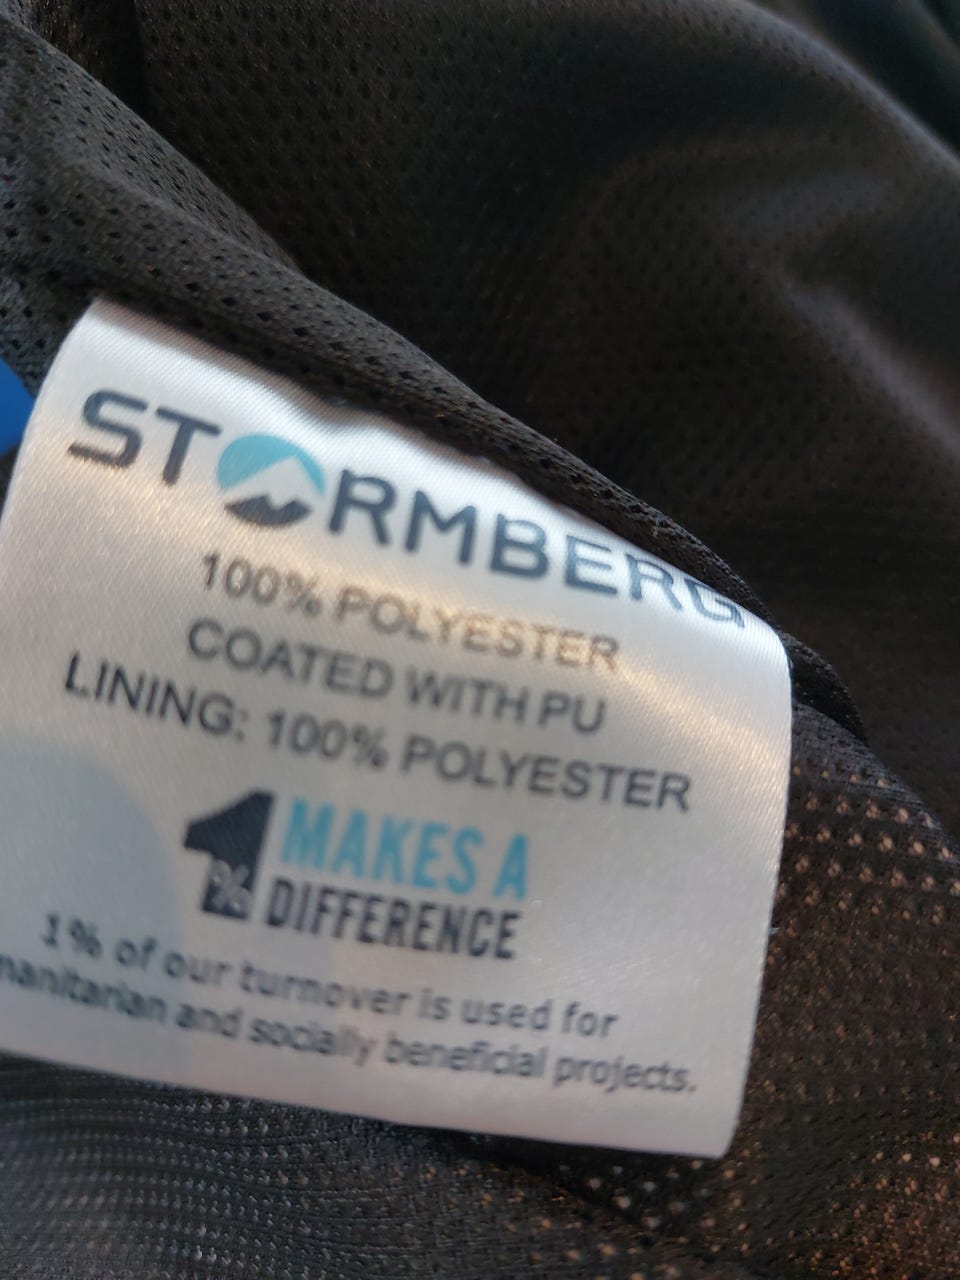 STORMBERG
100% POLYESTER
COATED WITH PU
LINING: 100% POLYESTER
1% MAKES A
DIFFERENCE
1% of our turnover is used for
manitarian and socially beneficial projects.